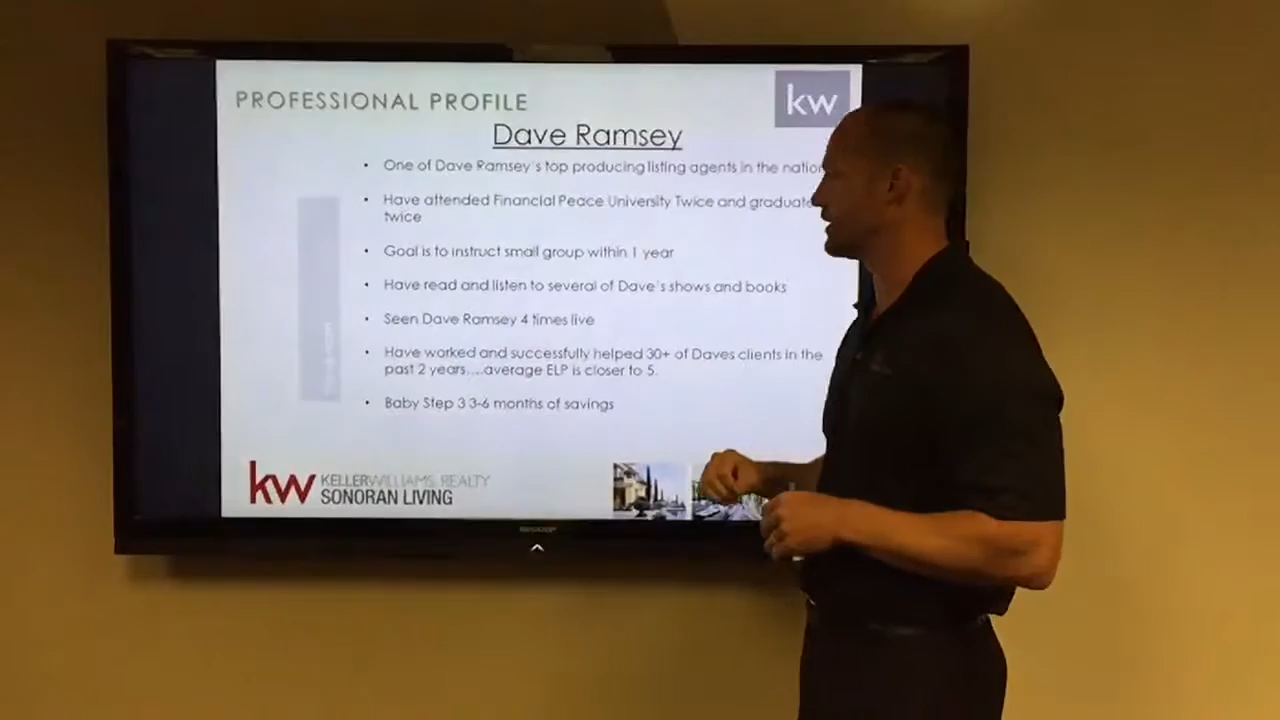 PROFESSIONAL PROFILE
kw
Dave Ramsey
• One of Dave Ramsey's top producing listing agents in the nation
• Have attended Financial Peace University Twice and graduate
twice
• Goal is to instruct small group within 1 year
• Have read and listen to several of Dave's shows and books
• Seen Dave Ramsey 4 times live
• Have worked and successfully helped 30+ of Daves clients in the
past 2 years....average ELP is closer to 5.
• Baby Step 3 3-6 months of savings
kw KELLERWILLIAMS. REALTY
SONORAN LIVING
SHARP